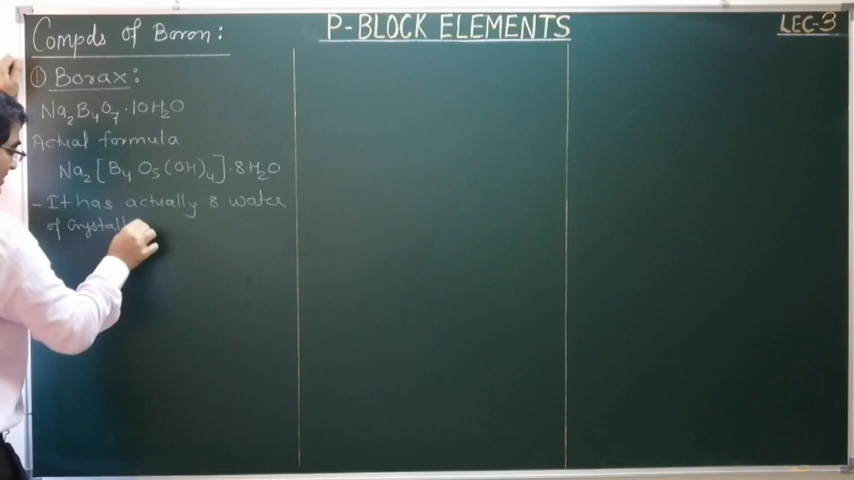 P-BLOCK ELEMENTS
LEC-3
Compds of Boron:
① Borax:
Na₂B₄O₇·10H₂O
Actual formula
Na₂[B₄O₅(OH)₄]·8H₂O
- It has actually 8 water
of crystall